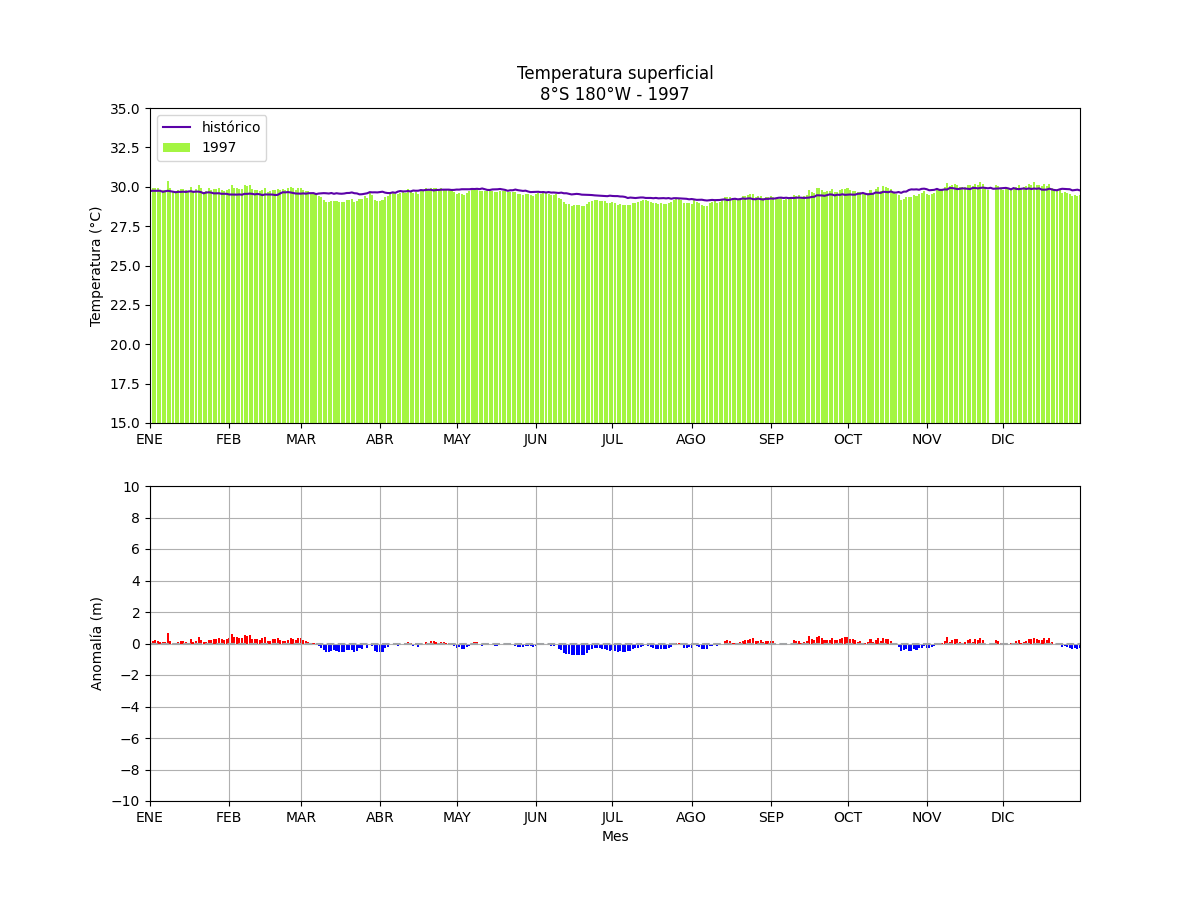 Temperatura superficial
8°S 180°W - 1997
35.0
32.5
30.0
27.5
25.0
22.5
20.0
17.5
15.0
Temperatura (°C)
histórico
1997
ENE FEB MAR ABR MAY JUN JUL AGO SEP OCT NOV DIC
10
8
6
4
2
0
−2
−4
−6
−8
−10
Anomalía (m)
ENE FEB MAR ABR MAY JUN JUL AGO SEP OCT NOV DIC
Mes